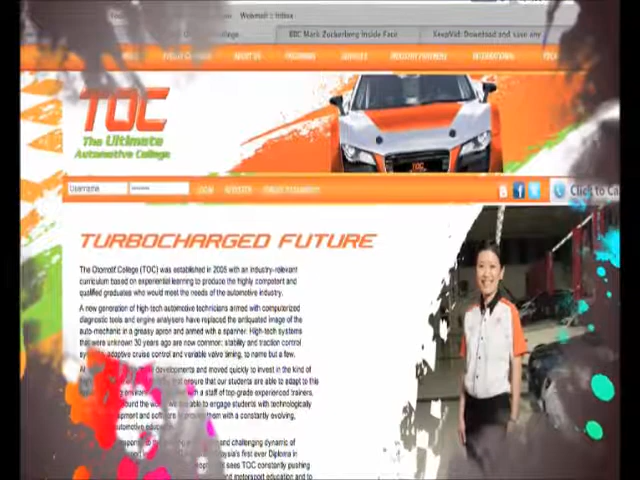 Webmail :: Inbox
BBC Mark Zuckerberg Inside Face
SnapVid: Download and save any
ABOUT US
PROGRAMS
SERVICES
INDUSTRY PARTNERS
INTERNATIONAL
TOC
The Ultimate
Automotive College
TOC
Username
LOGIN
REGISTER
Click to Ca
TURBOCHARGED FUTURE
The Otomotif College (TOC) was established in 2005 with an industry-relevant
curriculum based on experiential learning to produce the highly competent and
qualified graduates who would meet the needs of the automotive industry.
A new generation of high-tech automotive technicians armed with computerized
diagnostic tools and engine analysers have replaced the antiquated image of the
auto-mechanic in a greasy apron and armed with a spanner. High-tech systems
that were unknown 30 years ago are now common: stability and traction control
adaptive cruise control and variable valve timing, to name but a few.
developments and moved quickly to invest in the kind of
that ensure that our students are able to adapt to this
with a staff of top-grade experienced trainers,
to engage students with technologically
them with a constantly evolving,
automotive
and challenging dynamic of
first ever Diploma in
sees TOC constantly pushing
motorsport education and to